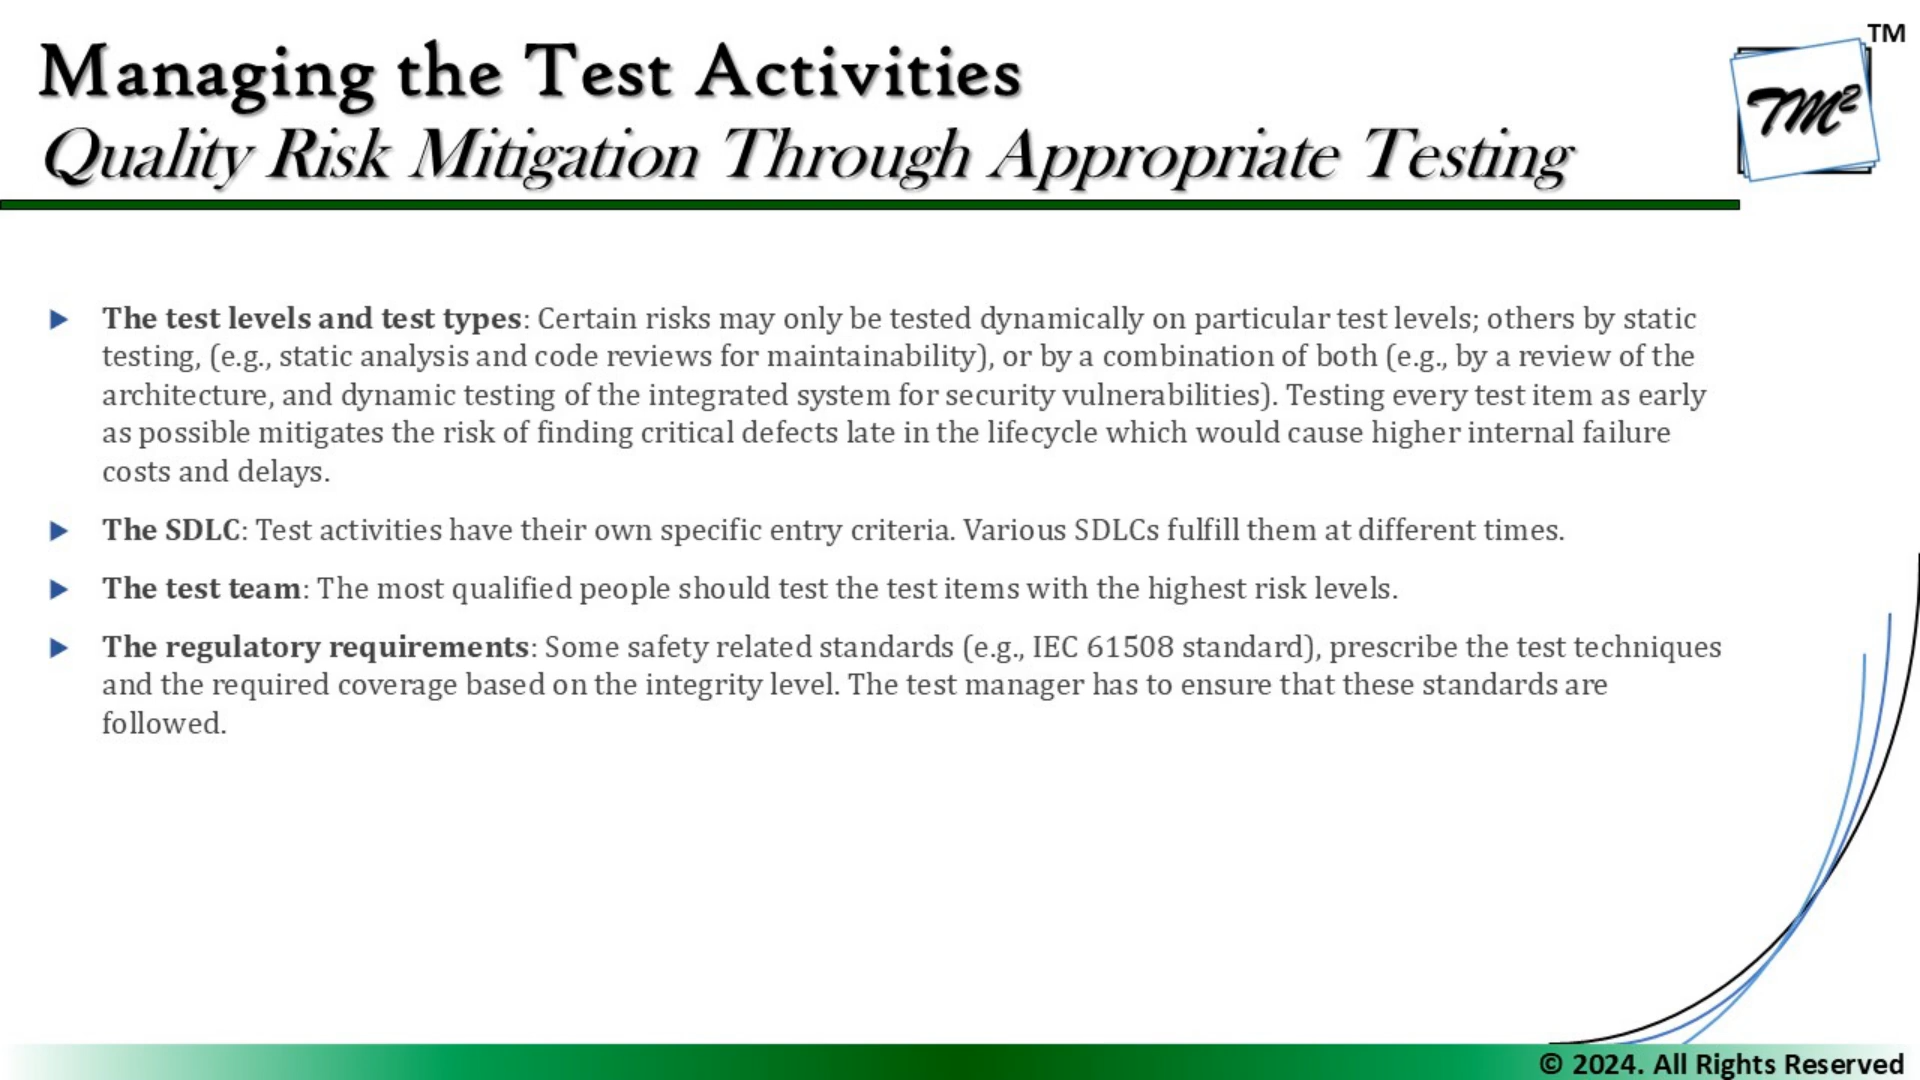 Managing the Test Activities
Quality Risk Mitigation Through Appropriate Testing
TM
TM²
The test levels and test types: Certain risks may only be tested dynamically on particular test levels; others by static
testing, (e.g., static analysis and code reviews for maintainability), or by a combination of both (e.g., by a review of the
architecture, and dynamic testing of the integrated system for security vulnerabilities). Testing every test item as early
as possible mitigates the risk of finding critical defects late in the lifecycle which would cause higher internal failure
costs and delays.
The SDLC: Test activities have their own specific entry criteria. Various SDLCs fulfill them at different times.
The test team: The most qualified people should test the test items with the highest risk levels.
The regulatory requirements: Some safety related standards (e.g., IEC 61508 standard), prescribe the test techniques
and the required coverage based on the integrity level. The test manager has to ensure that these standards are
followed.
© 2024. All Rights Reserved